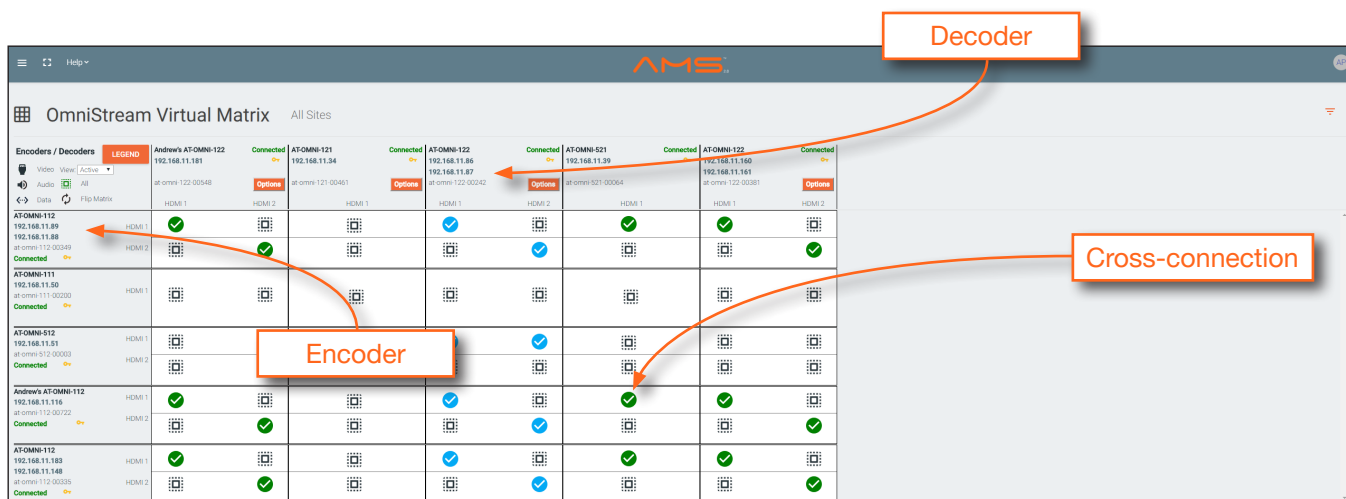 Decoder
Help
AMS
AP
OmniStream Virtual Matrix All Sites
Encoders / Decoders LEGEND
Video View: Active
Audio All
Data Flip Matrix
Andrew's AT-OMNI-122 Connected
192.168.11.181
at-omni-122-00548 Options
HDMI 1 HDMI 2
AT-OMNI-121 Connected
192.168.11.34
at-omni-121-00461 Options
HDMI 1
AT-OMNI-122 Connected
192.168.11.86
192.168.11.87
at-omni-122-00242 Options
HDMI 1 HDMI 2
AT-OMNI-521 Connected
192.168.11.39
at-omni-521-00064
HDMI 1
AT-OMNI-122 Connected
192.168.11.160
192.168.11.161
at-omni-122-00381 Options
HDMI 1 HDMI 2
AT-OMNI-112
192.168.11.89 HDMI 1
192.168.11.88
at-omni-112-00349 HDMI 2
Connected
Cross-connection
AT-OMNI-111
192.168.11.50 HDMI 1
at-omni-111-00200
Connected
AT-OMNI-512
192.168.11.51 HDMI 1
at-omni-512-00003 HDMI 2
Connected
Encoder
Andrew's AT-OMNI-112
192.168.11.116 HDMI 1
at-omni-112-00722 HDMI 2
Connected
AT-OMNI-112
192.168.11.183 HDMI 1
192.168.11.148
at-omni-112-00335 HDMI 2
Connected